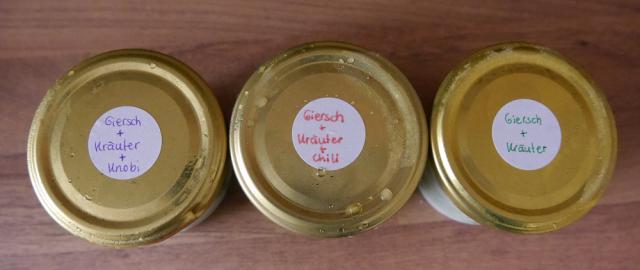 Giersch
+
Kräuter
+
Knobi
Giersch
+
Kräuter
+
Chili
Giersch
+
Kräuter